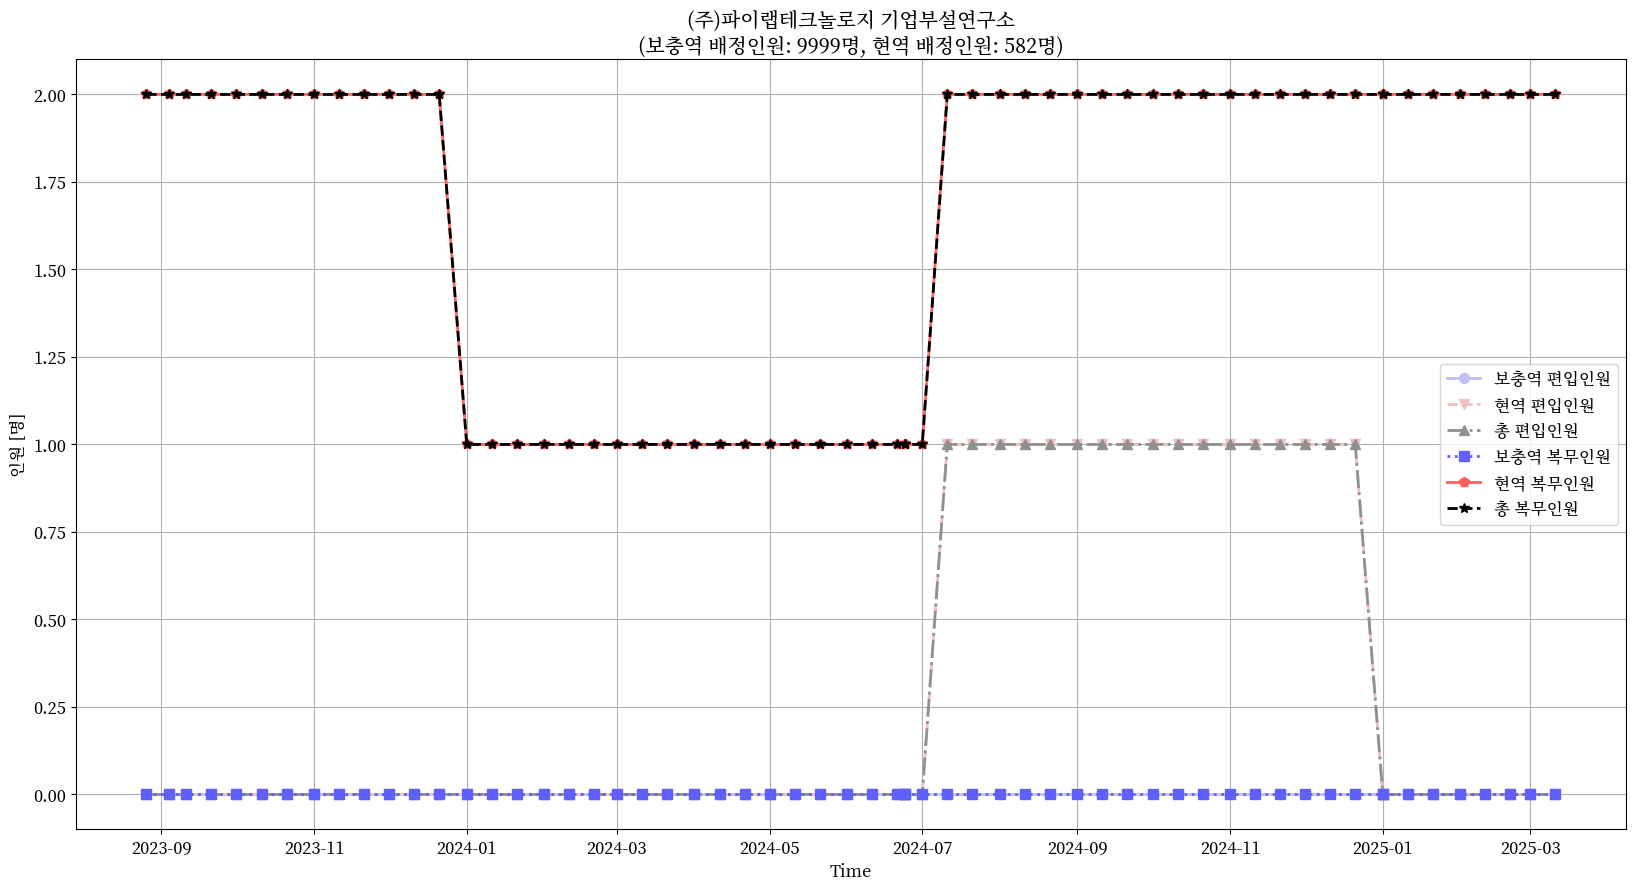 (주)파이랩테크놀로지 기업부설연구소
(보충역 배정인원: 9999명, 현역 배정인원: 582명)
인원 [명]
2.00
1.75
1.50
1.25
1.00
0.75
0.50
0.25
0.00
보충역 편입인원
현역 편입인원
총 편입인원
보충역 복무인원
현역 복무인원
총 복무인원
2023-09
2023-11
2024-01
2024-03
2024-05
2024-07
2024-09
2024-11
2025-01
2025-03
Time